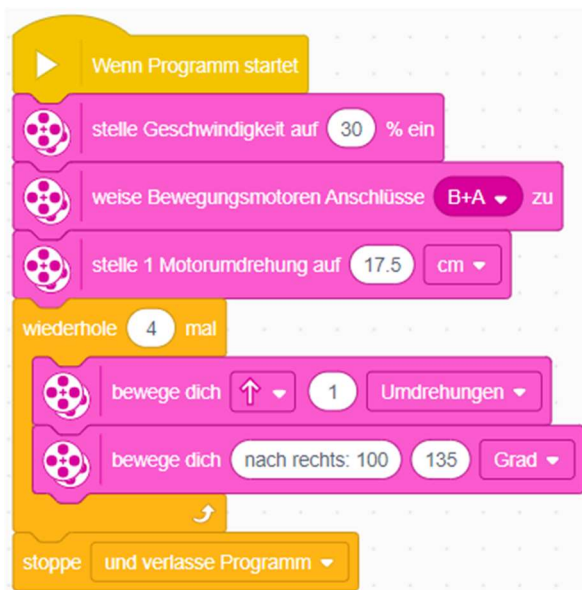 Wenn Programm startet
stelle Geschwindigkeit auf 30 % ein
weise Bewegungsmotoren Anschlüsse B+A zu
stelle 1 Motorumdrehung auf 17.5 cm
wiederhole 4 mal
bewege dich 1 Umdrehungen
bewege dich nach rechts: 100 135 Grad
stoppe und verlasse Programm